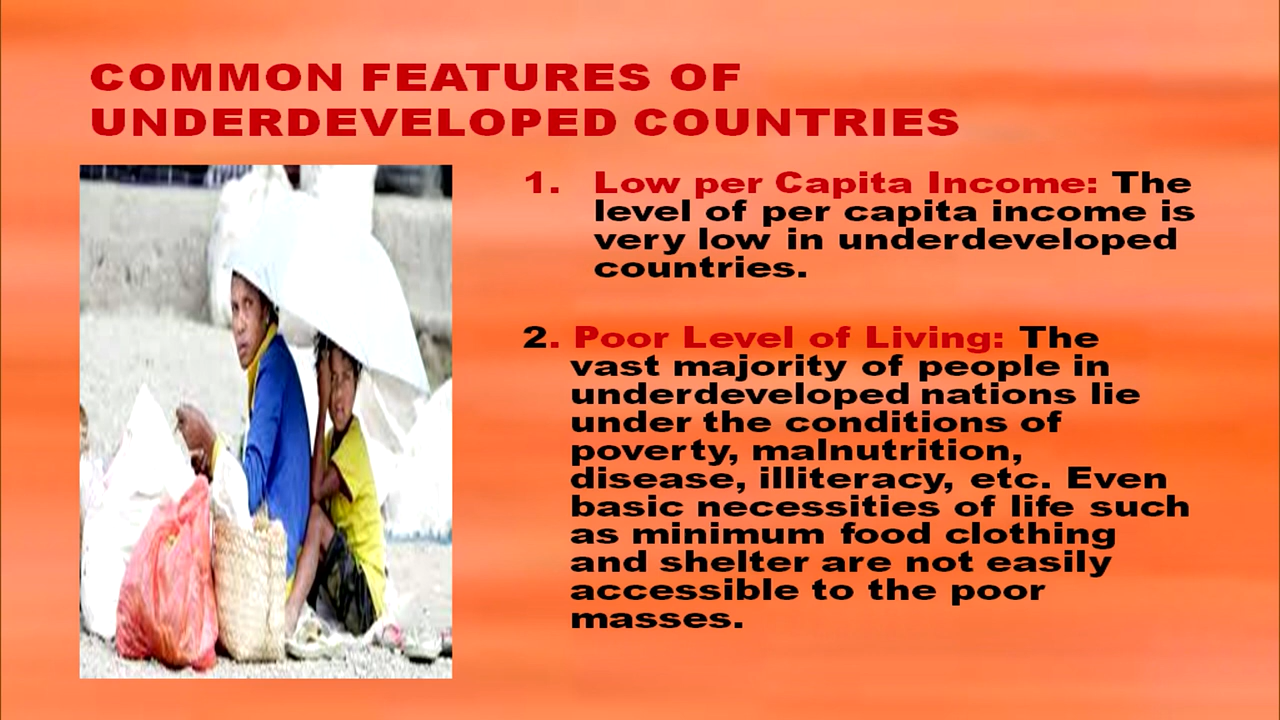 COMMON FEATURES OF
UNDERDEVELOPED COUNTRIES
1. Low per Capita Income: The
level of per capita income is
very low in underdeveloped
countries.
2. Poor Level of Living: The
vast majority of people in
underdeveloped nations lie
under the conditions of
poverty, malnutrition,
disease, illiteracy, etc. Even
basic necessities of life such
as minimum food clothing
and shelter are not easily
accessible to the poor
masses.